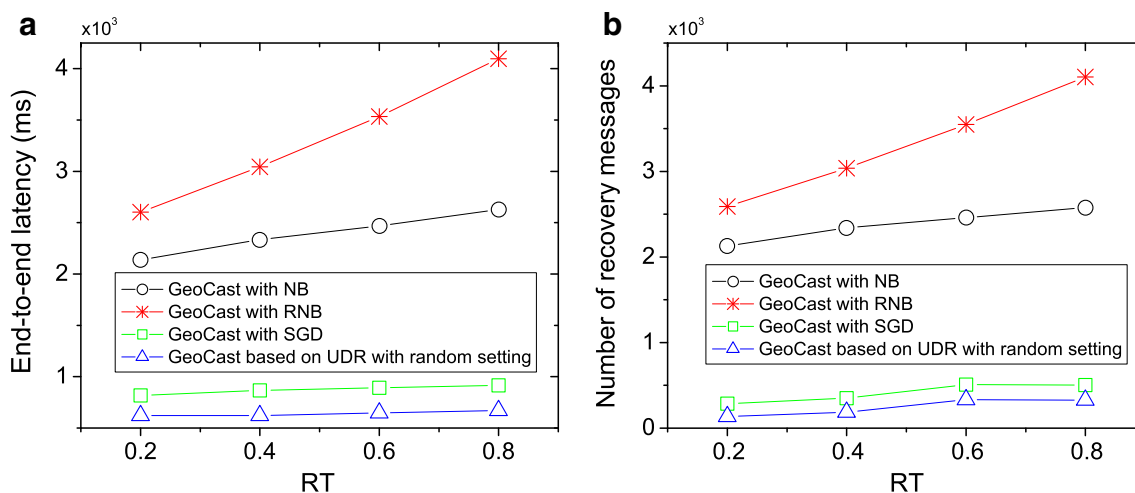 a
x10³
End-to-end latency (ms)
4
3
2
1
GeoCast with NB
GeoCast with RNB
GeoCast with SGD
GeoCast based on UDR with random setting
0.2 0.4 0.6 0.8
RT
b
x10³
Number of recovery messages
4
3
2
1
0
GeoCast with NB
GeoCast with RNB
GeoCast with SGD
GeoCast based on UDR with random setting
0.2 0.4 0.6 0.8
RT